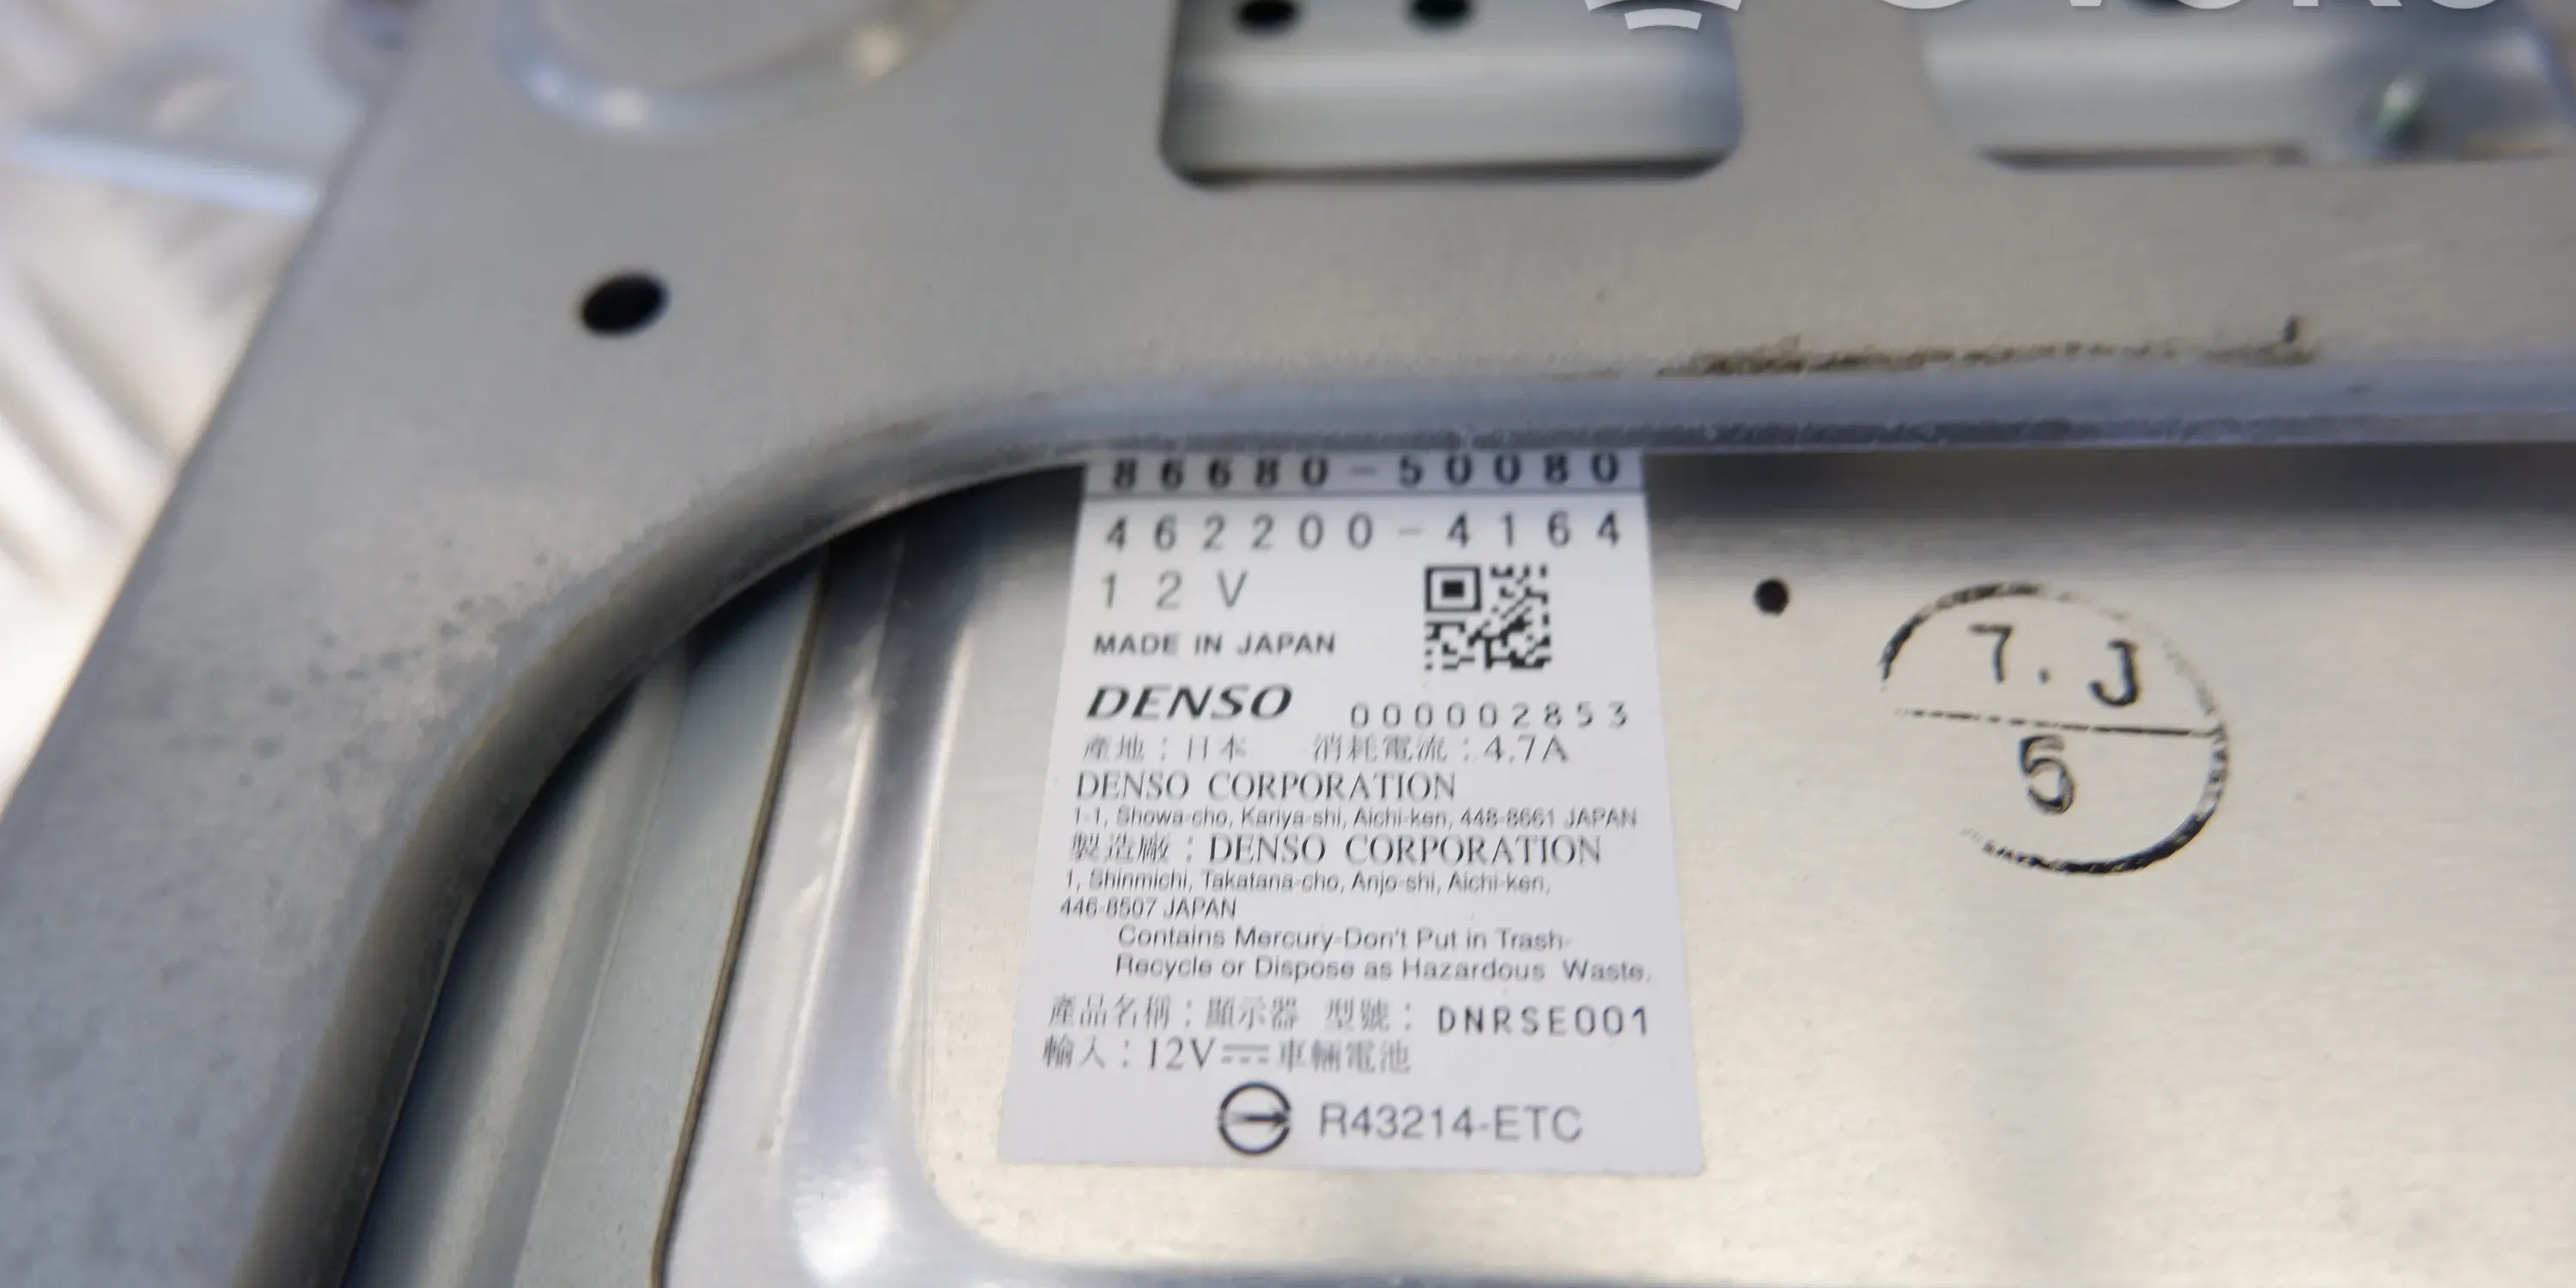 86680-50080
462200-4164
12V
MADE IN JAPAN
DENSO 000002853
產地：日本 消耗電流：4.7A
DENSO CORPORATION
1-1, Showa-cho, Kariya-shi, Aichi-ken, 448-8661 JAPAN
製造廠：DENSO CORPORATION
1, Shinmichi, Takatana-cho, Anjo-shi, Aichi-ken,
446-8507 JAPAN
Contains Mercury-Don't Put in Trash-
Recycle or Dispose as Hazardous Waste.
產品名稱：顯示器 型號：DNRSE001
輸入：12V⎓車輛電池
R43214-ETC
7.J
5